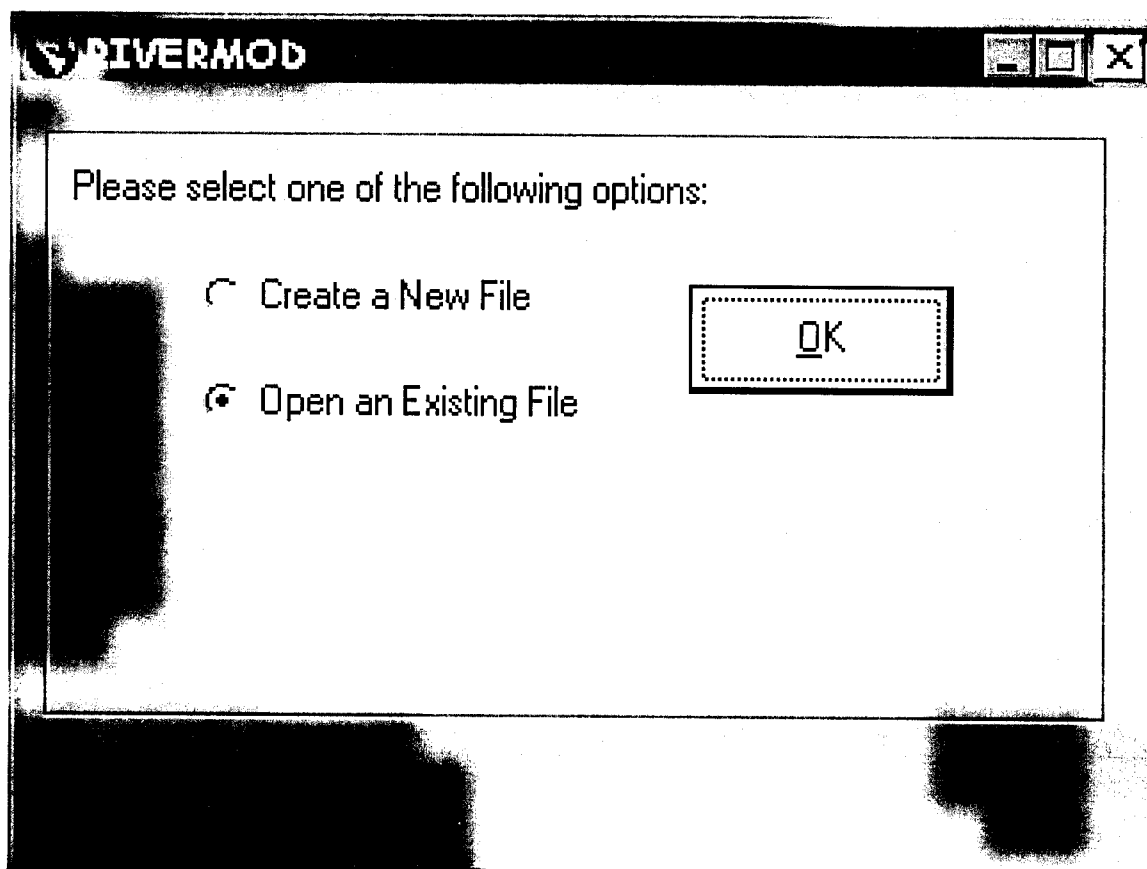 RIVERMOD
Please select one of the following options:
Create a New File
OK
Open an Existing File